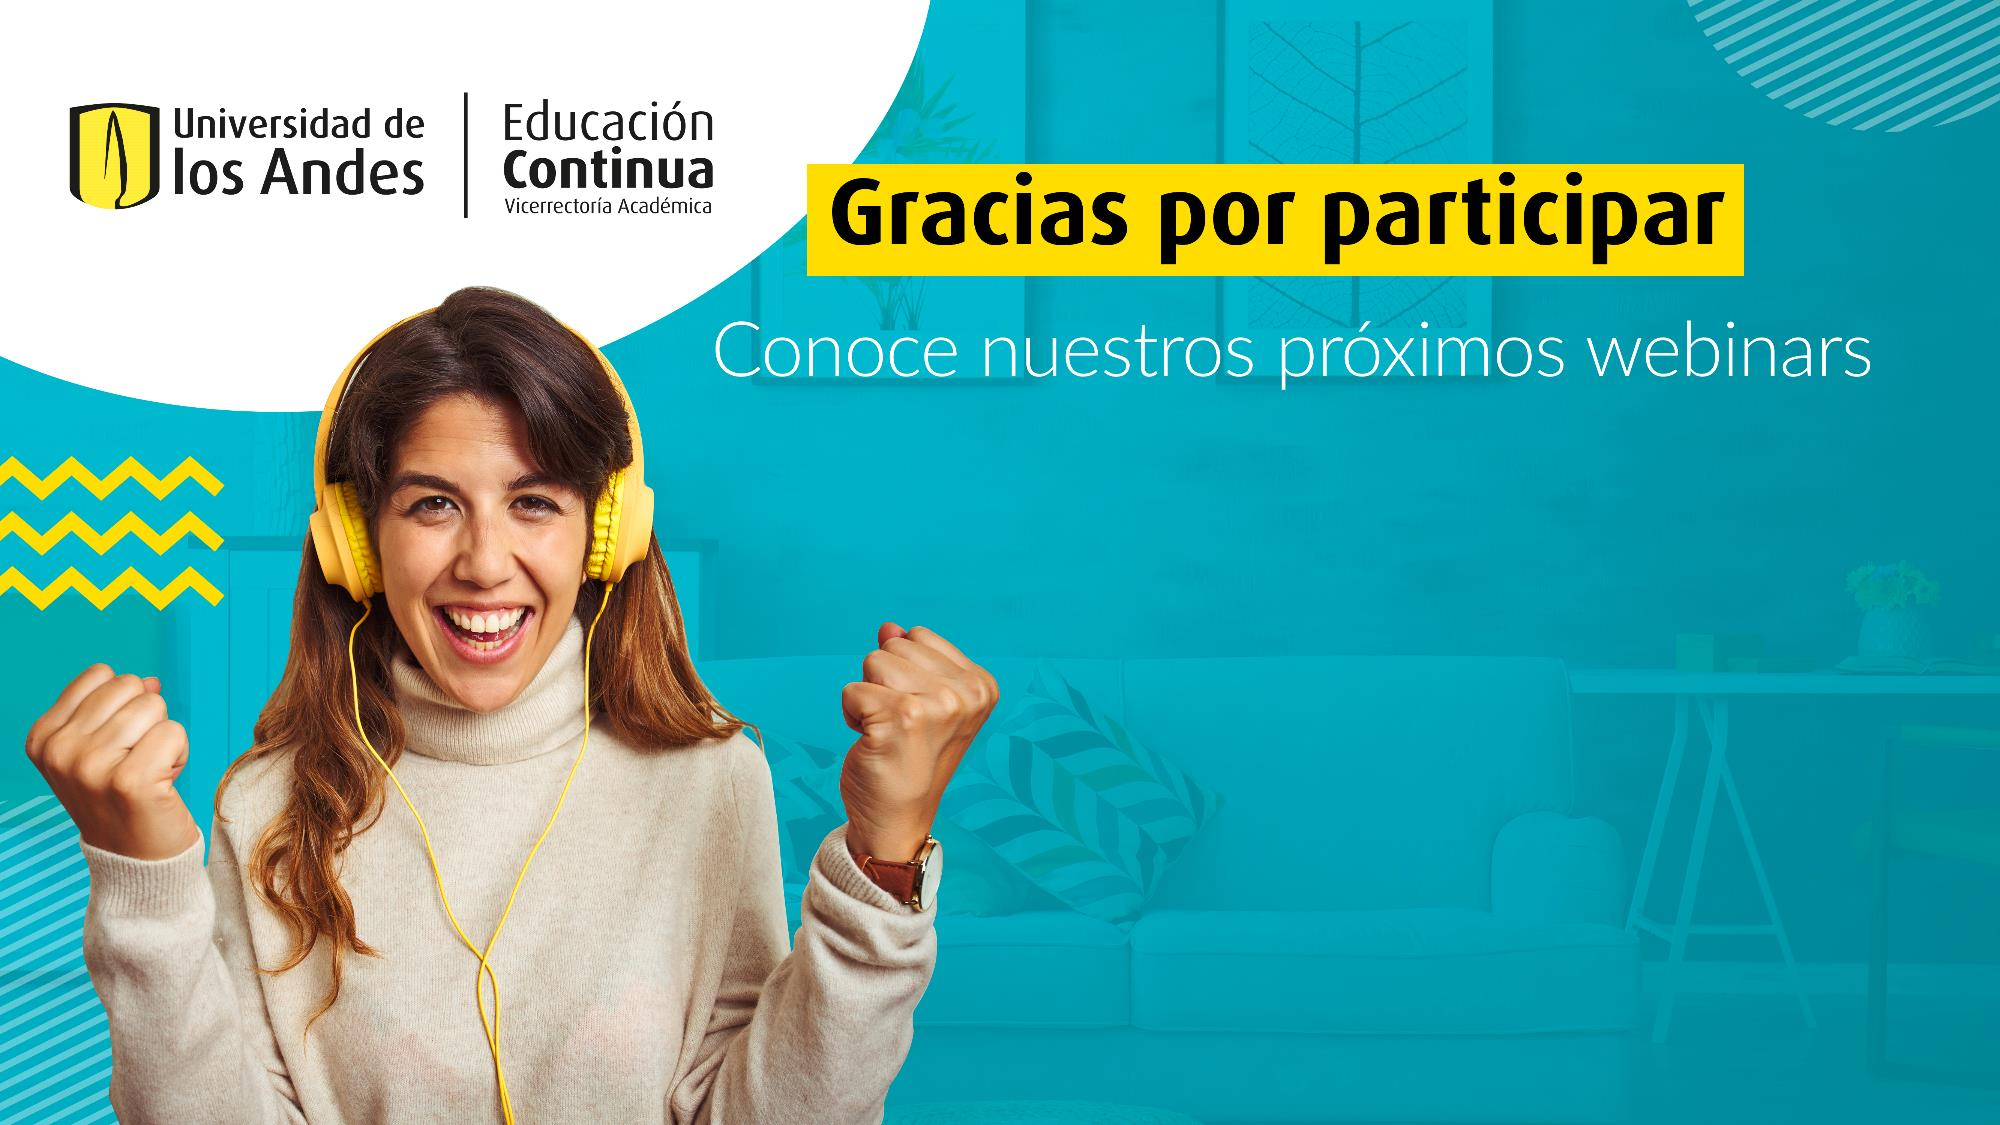 Universidad de
los Andes
Educación
Continua
Vicerrectoría Académica
Gracias por participar
Conoce nuestros próximos webinars